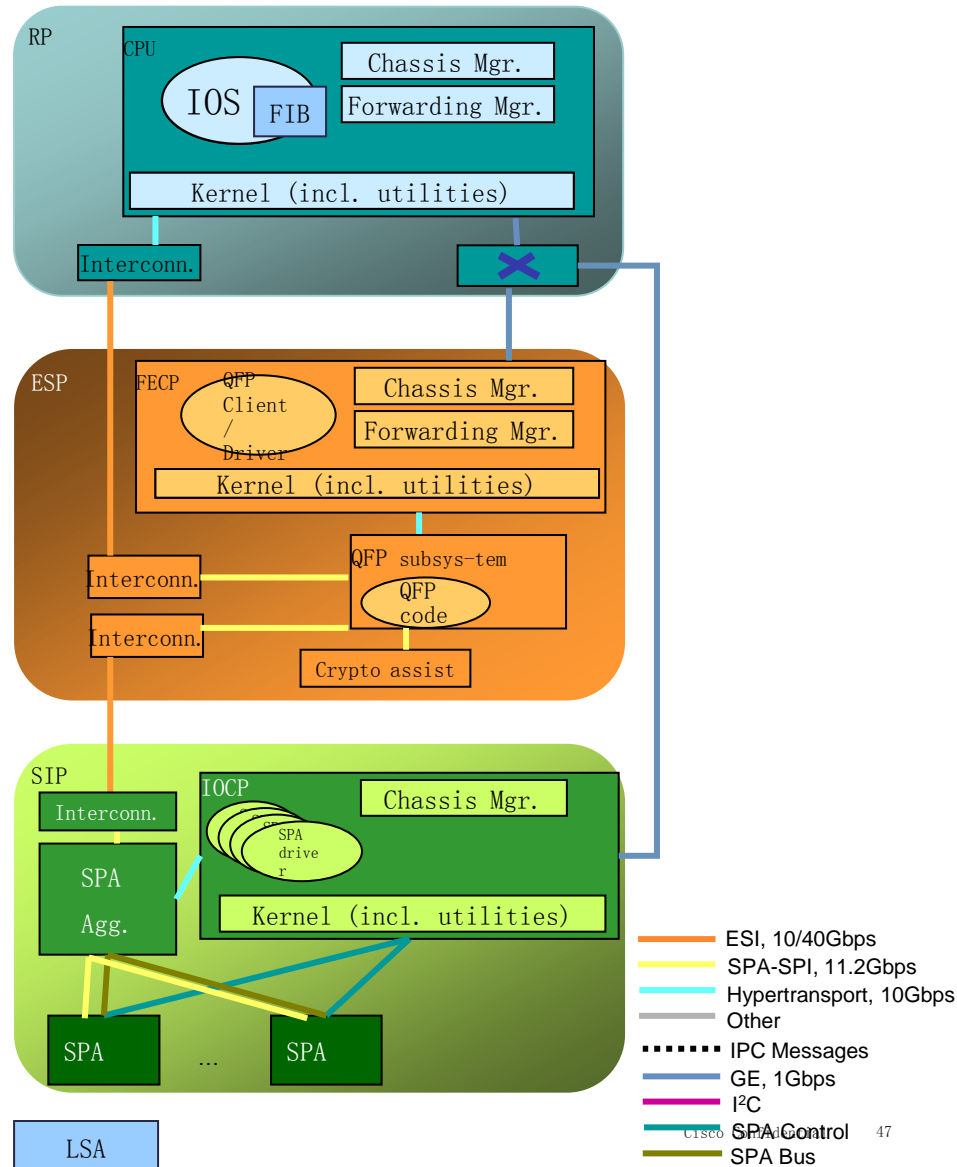 RP
CPU
Chassis Mgr.
IOS
FIB
Forwarding Mgr.
Kernel (incl. utilities)
Interconn.
ESP
FECP
QFP
Client
/
Driver
Chassis Mgr.
Forwarding Mgr.
Kernel (incl. utilities)
QFP subsys-tem
QFP
code
Interconn.
Interconn.
Crypto assist
SIP
IOCP
Chassis Mgr.
Interconn.
SPA
drive
r
SPA
Agg.
Kernel (incl. utilities)
SPA
...
SPA
ESI, 10/40Gbps
SPA-SPI, 11.2Gbps
Hypertransport, 10Gbps
Other
IPC Messages
GE, 1Gbps
I²C
SPA Control
Cisco Confidential 47
SPA Bus
LSA